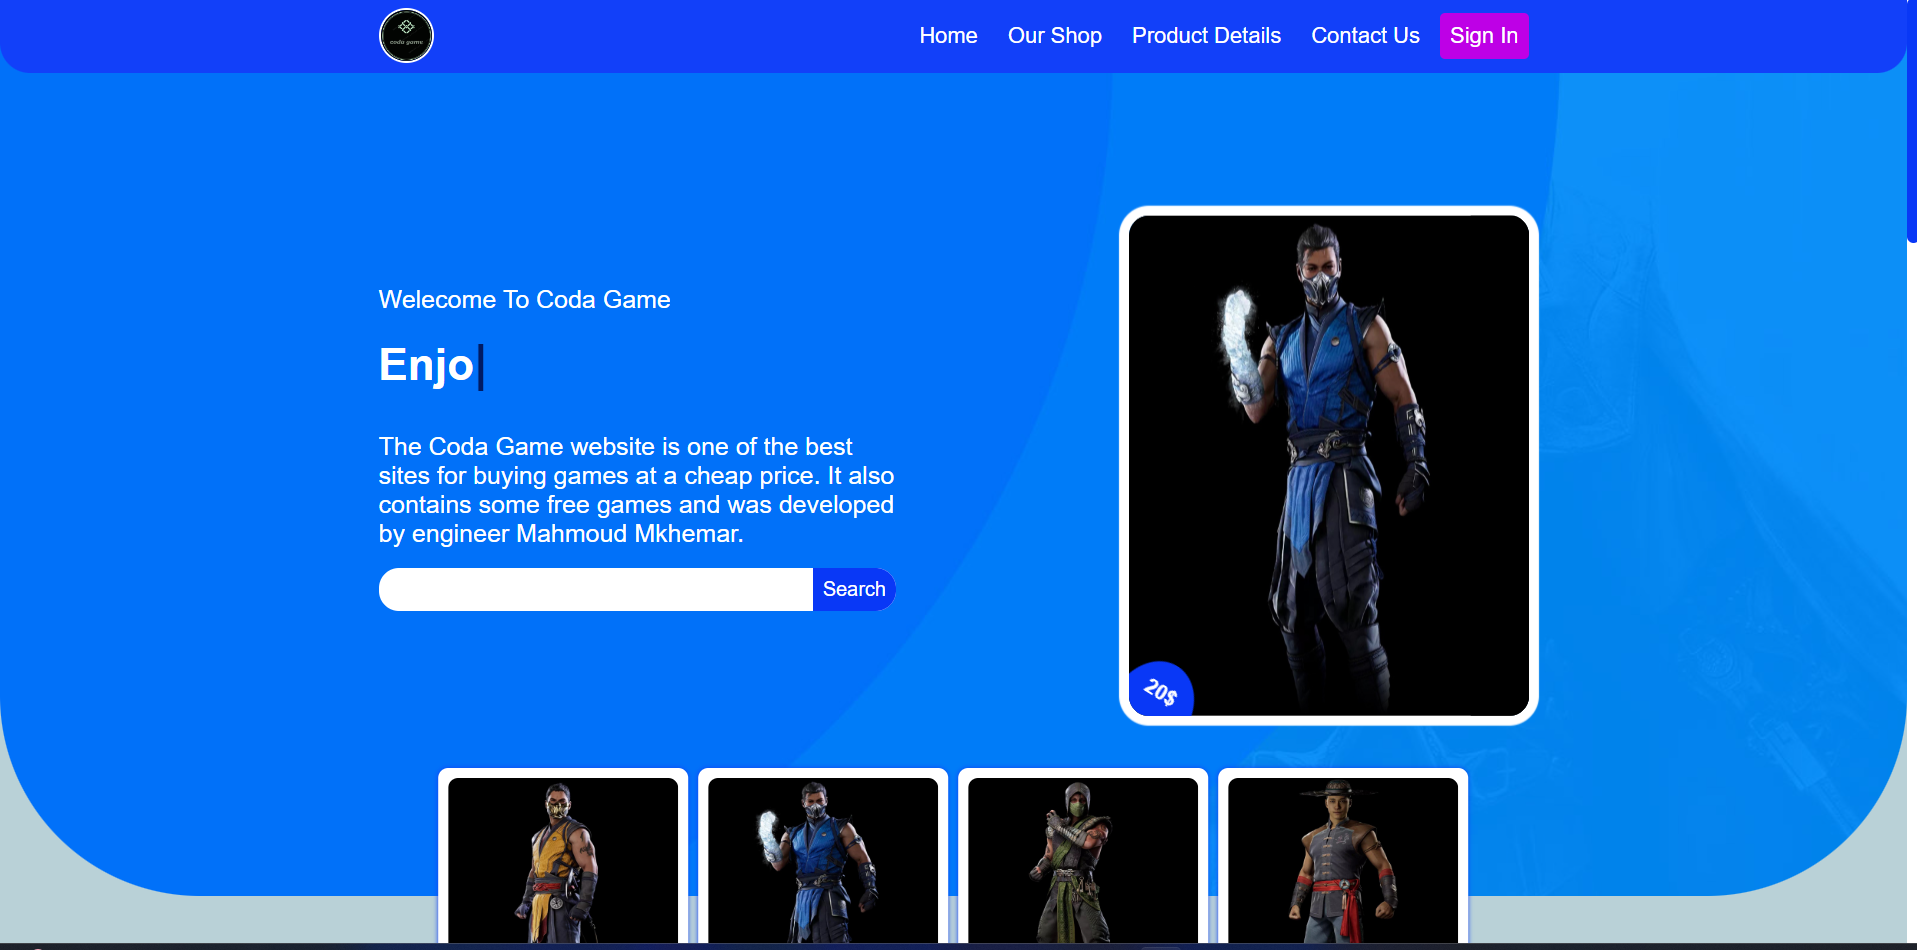 coda game
Home
Our Shop
Product Details
Contact Us
Sign In
Welecome To Coda Game
Enjo
The Coda Game website is one of the best
sites for buying games at a cheap price. It also
contains some free games and was developed
by engineer Mahmoud Mkhemar.
Search
20$